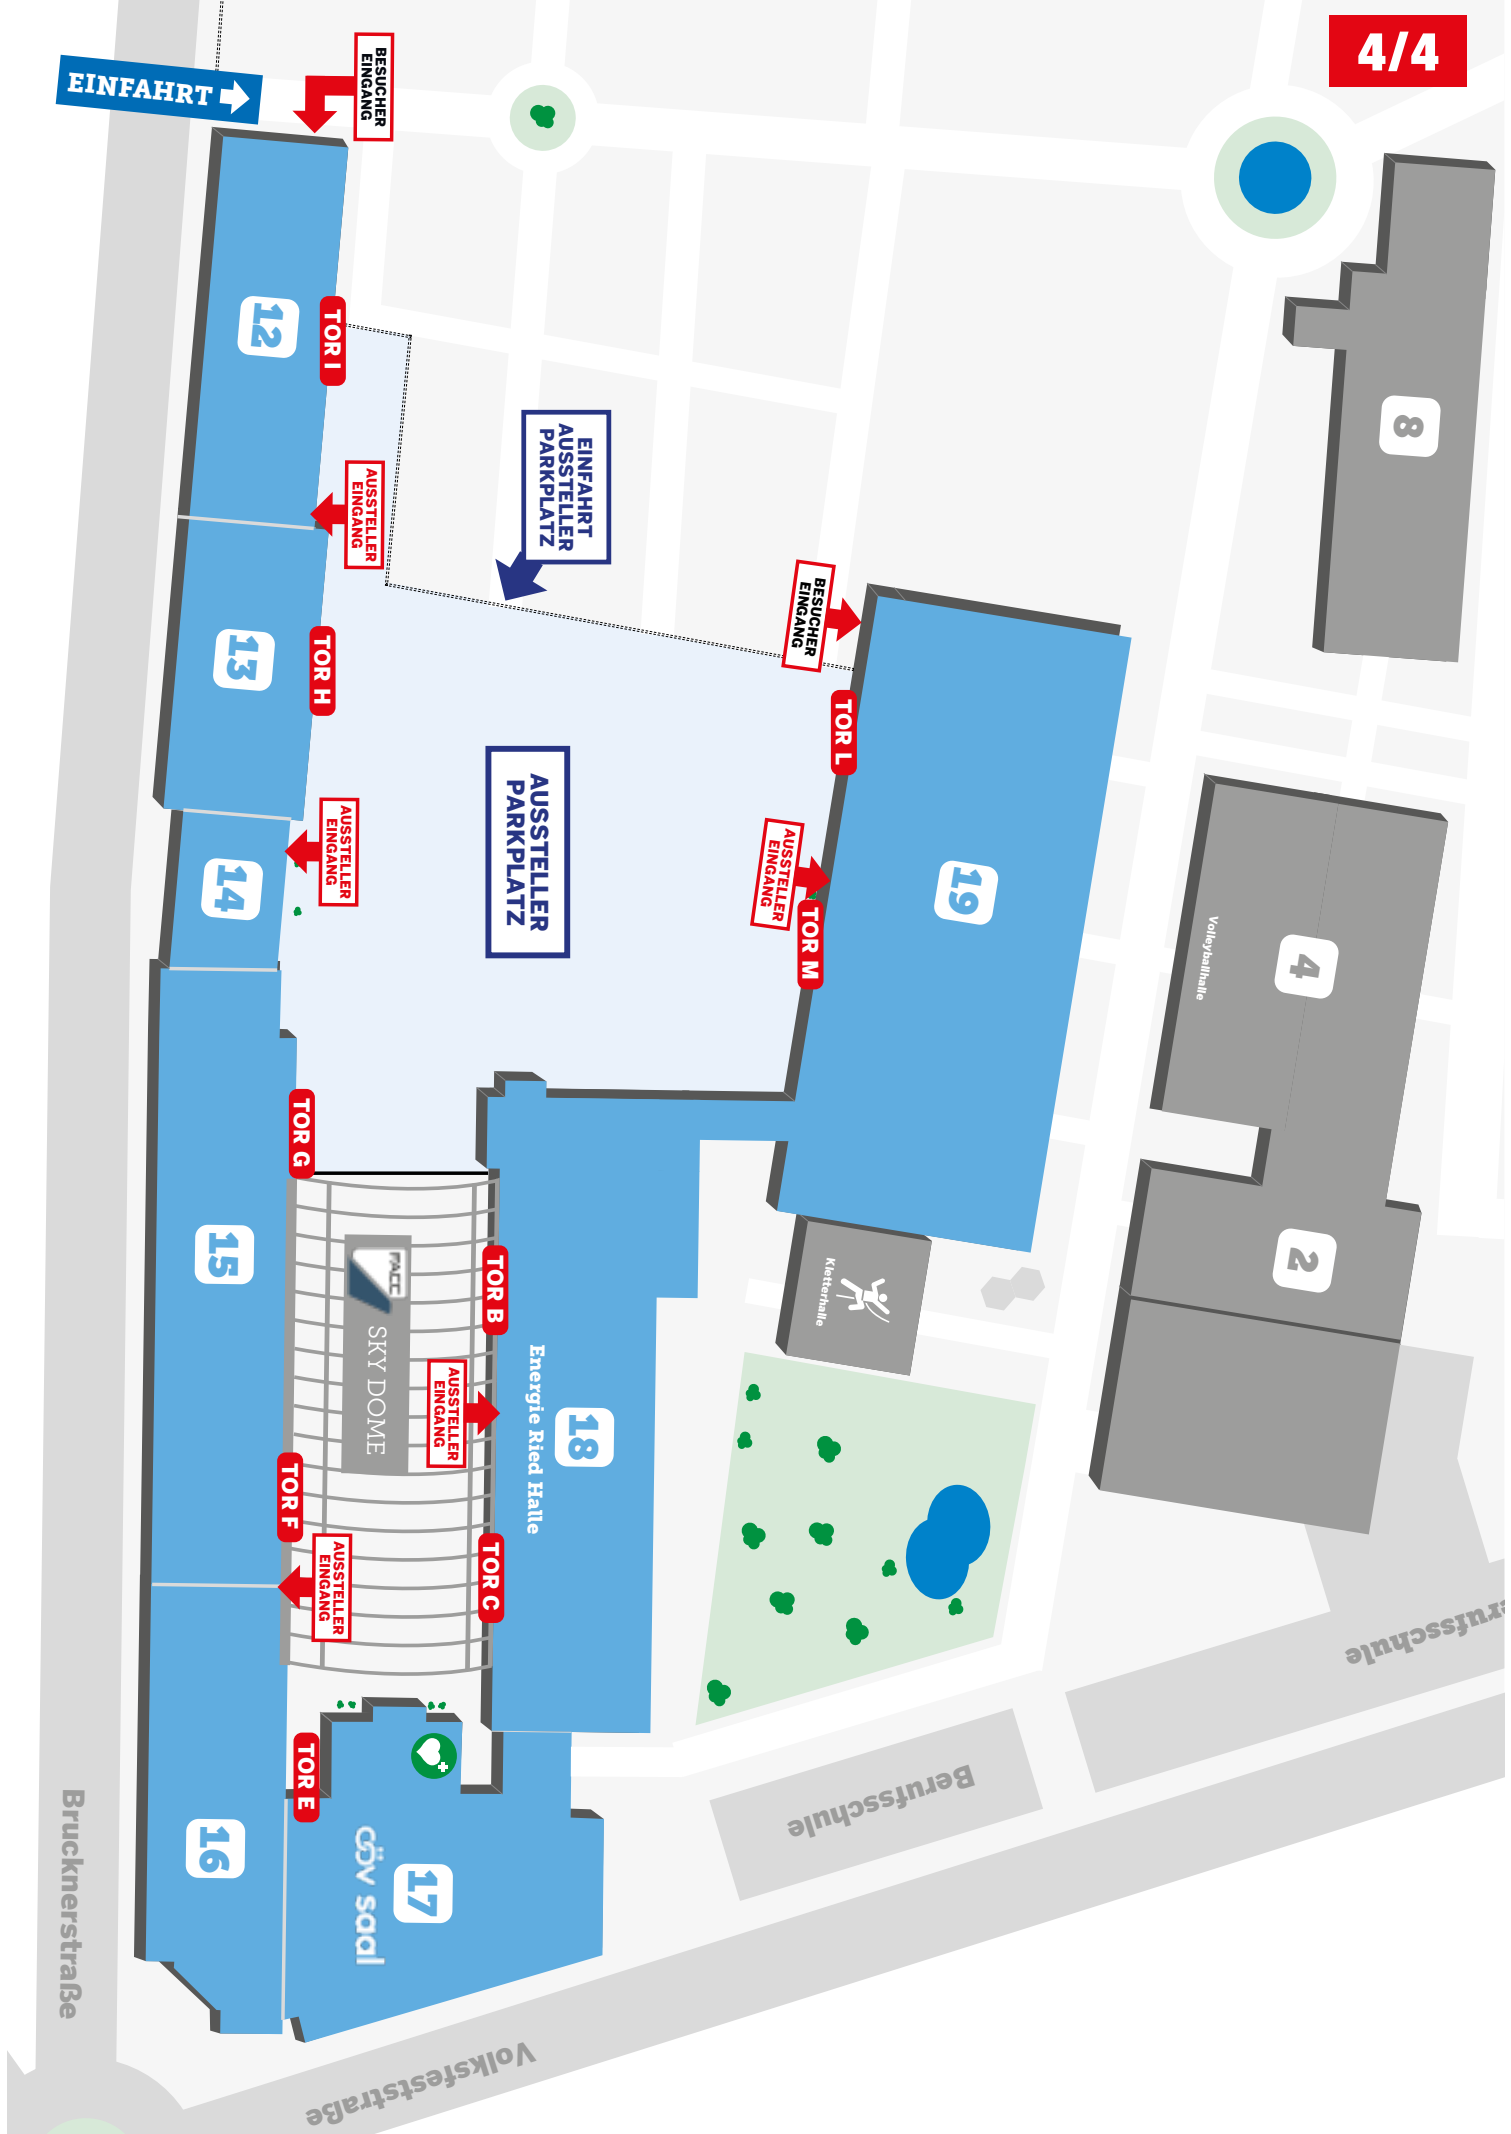 4/4
EINFAHRT
BESUCHER
EINGANG
12
TOR I
8
EINFAHRT
AUSSTELLER
PARKPLATZ
AUSSTELLER
EINGANG
BESUCHER
EINGANG
13
TOR H
TOR L
AUSSTELLER
PARKPLATZ
AUSSTELLER
EINGANG
14
AUSSTELLER
EINGANG
TOR M
19
Volleyballhalle
4
TOR G
15
TOR B
SKY DOME
AUSSTELLER
EINGANG
Energie Ried Halle
18
Kletterhalle
2
TOR F
AUSSTELLER
EINGANG
TOR C
TOR E
16
17
Berufsschule
erufsschule
Brucknerstraße
Volksfeststraße